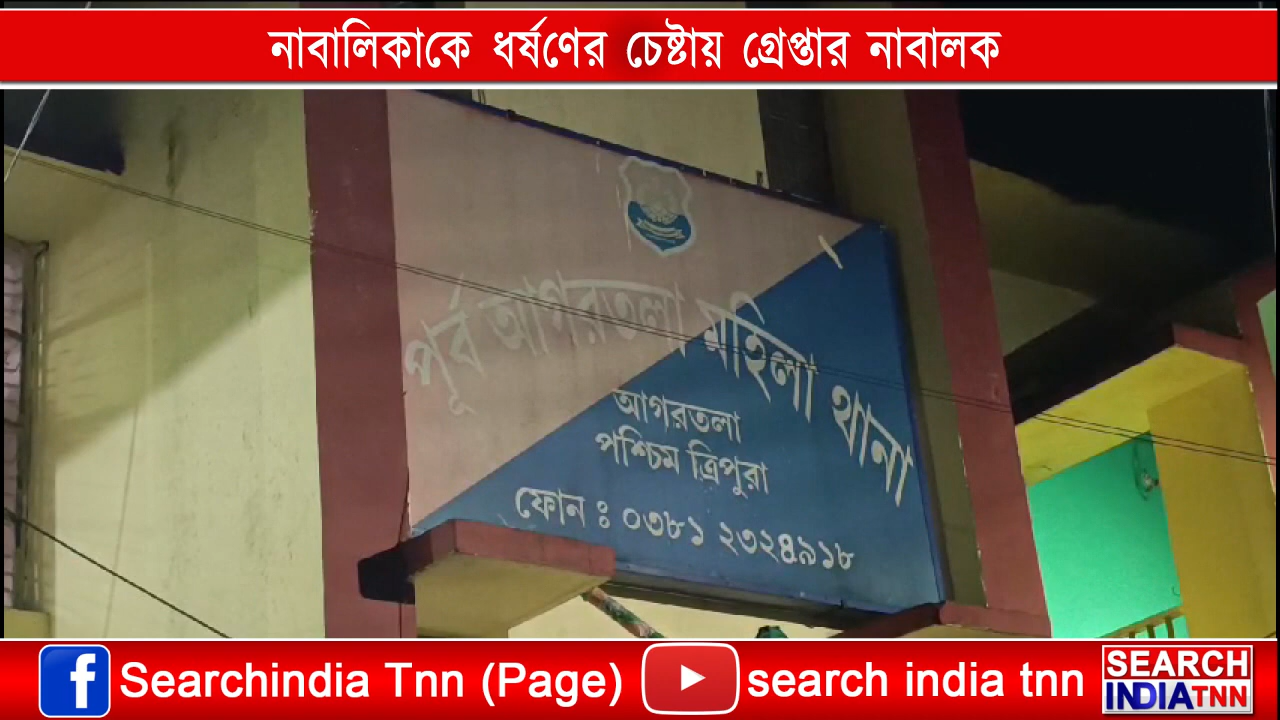 নাবালিকাকে ধর্ষণের চেষ্টায় গ্রেপ্তার নাবালক
পূর্ব আগরতলা মহিলা থানা
আগরতলা
পশ্চিম ত্রিপুরা
ফোন ঃ ০৩৮১ ২৩২৪৯১৮
Searchindia Tnn (Page)
search india tnn
SEARCH
INDIATNN